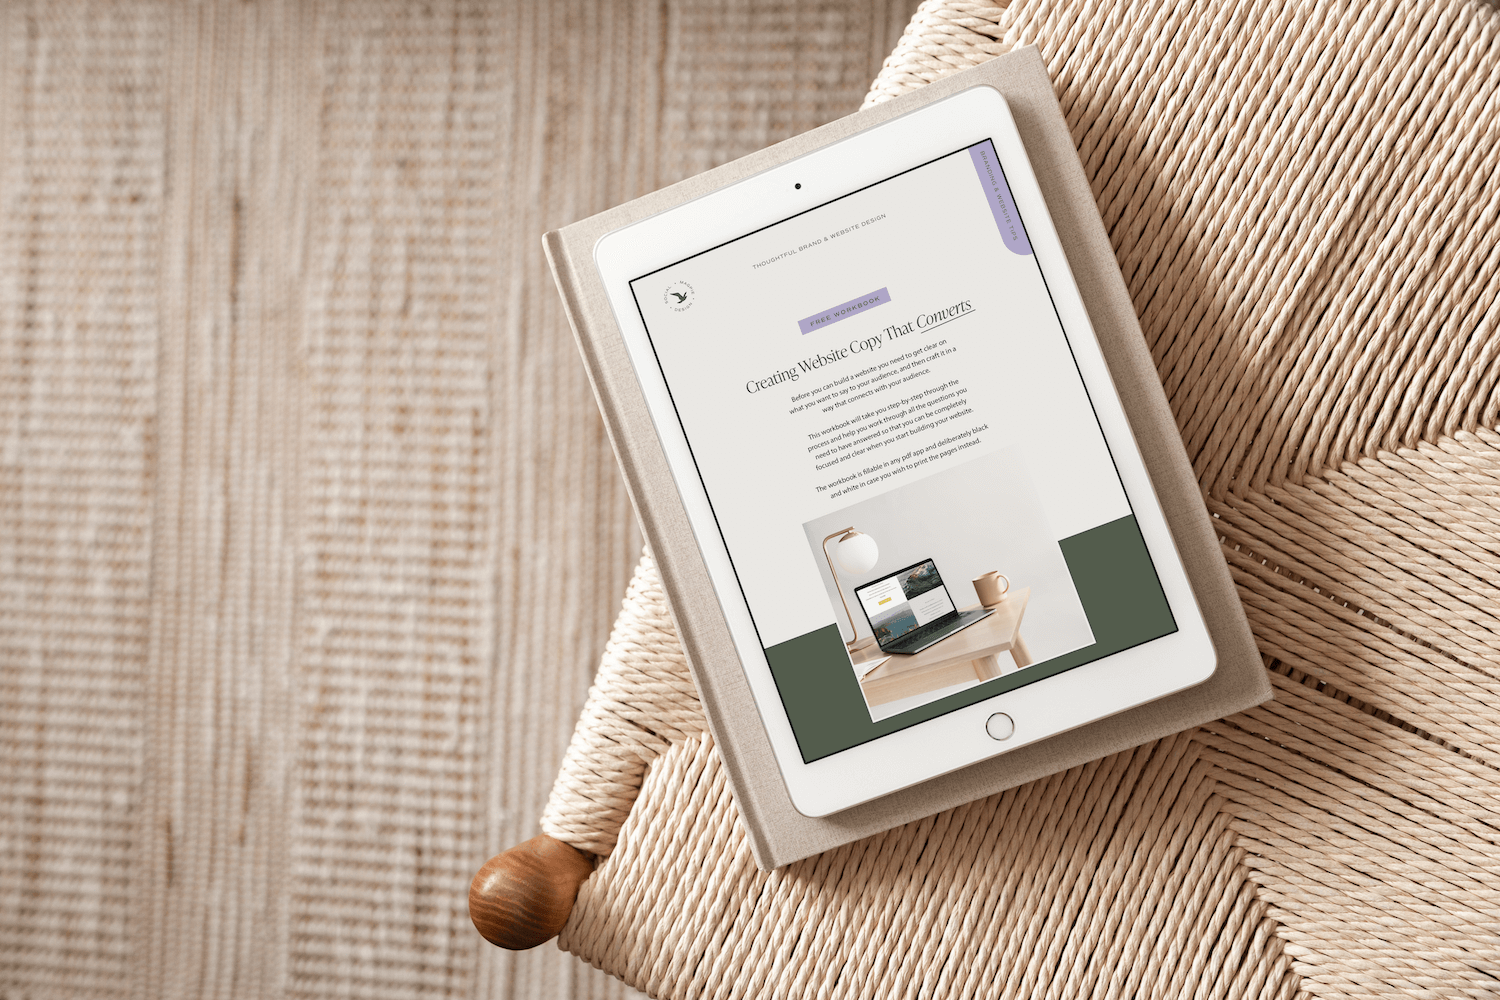 BRANDING & WEBSITE TIPS
THOUGHTFUL BRAND & WEBSITE DESIGN
SOCIAL • MAGPIE • DESIGN •
FREE WORKBOOK
Creating Website Copy That Converts
Before you can build a website you need to get clear on
what you want to say to your audience, and then craft it in a
way that connects with your audience.
This workbook will take you step-by-step through the
process and help you work through all the questions you
need to have answered so that you can be completely
focused and clear when you start building your website.
The workbook is fillable in any pdf app and deliberately black
and white in case you wish to print the pages instead.